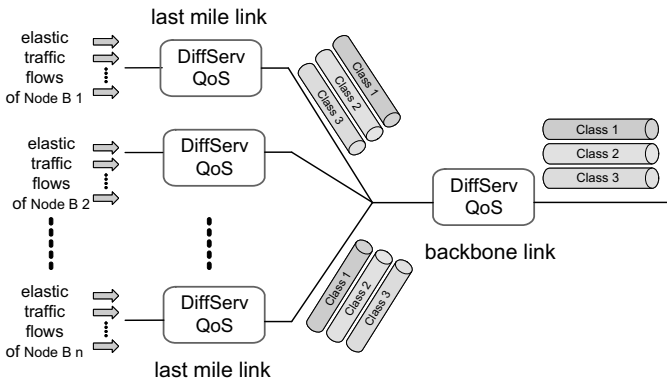 last mile link
elastic
traffic
flows
of Node B 1
DiffServ
QoS
Class 1
Class 2
Class 3
elastic
traffic
flows
of Node B 2
DiffServ
QoS
DiffServ
QoS
Class 1
Class 2
Class 3
backbone link
elastic
traffic
flows
of Node B n
DiffServ
QoS
Class 1
Class 2
Class 3
last mile link